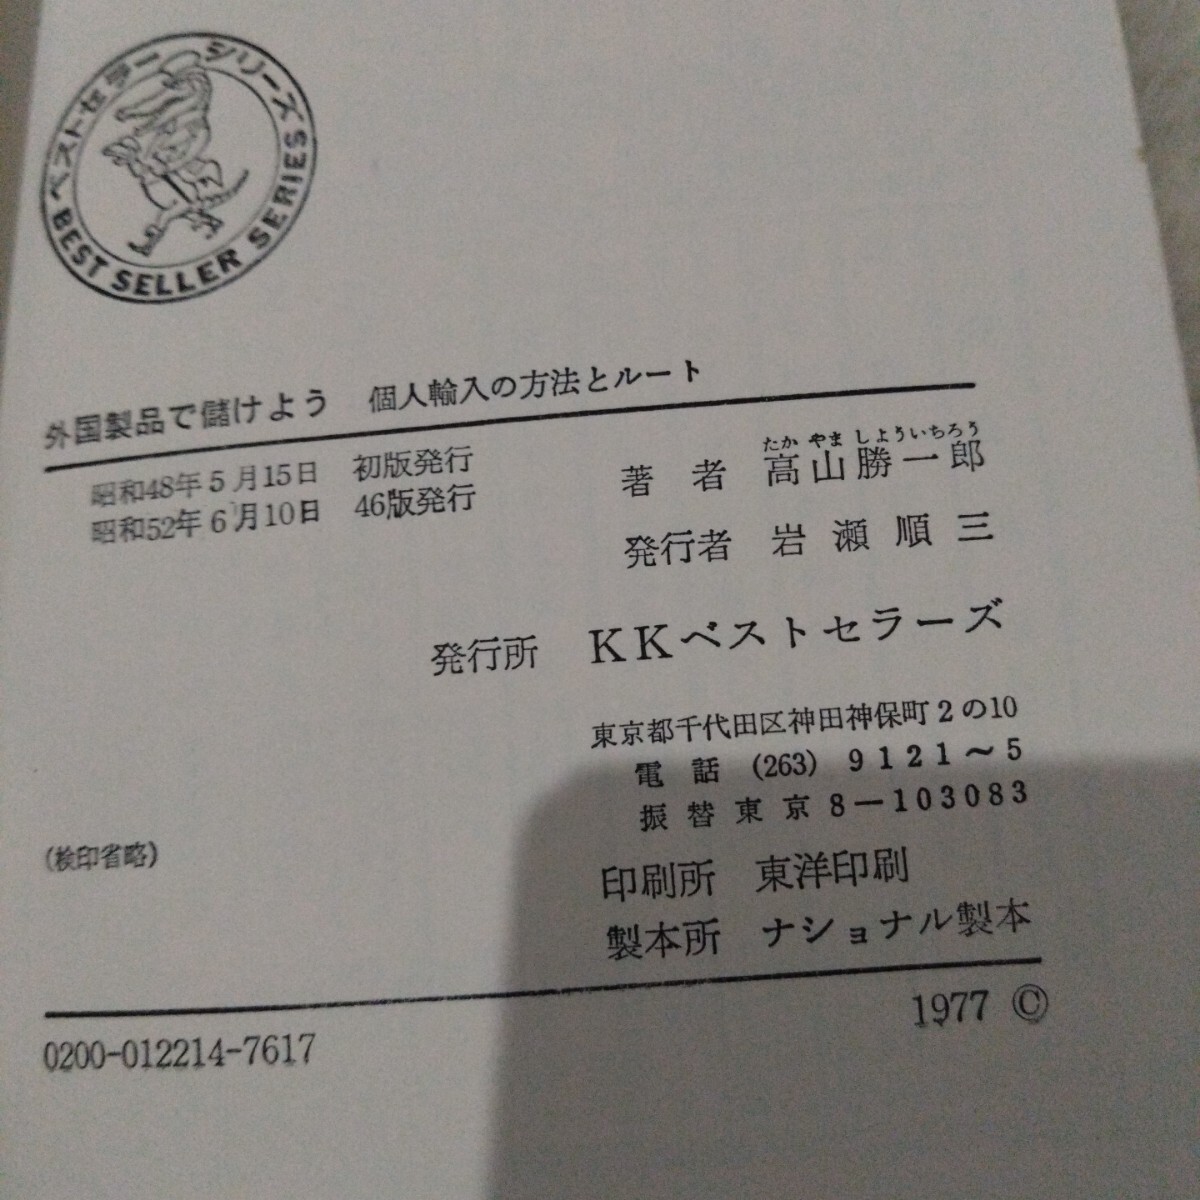 ベストセラーシリーズ
BEST SELLER SERIES
外国製品で儲けよう 個人輸入の方法とルート
昭和48年5月15日 初版発行
昭和52年6月10日 46版発行
たか やま しょういちろう
著者 高山勝一郎
発行者 岩瀬順三
発行所 KKベストセラーズ
東京都千代田区神田神保町2の10
電話 (263) 9121～5
振替東京8―103083
(検印省略)
印刷所 東洋印刷
製本所 ナショナル製本
1977 ©
0200-012214-7617